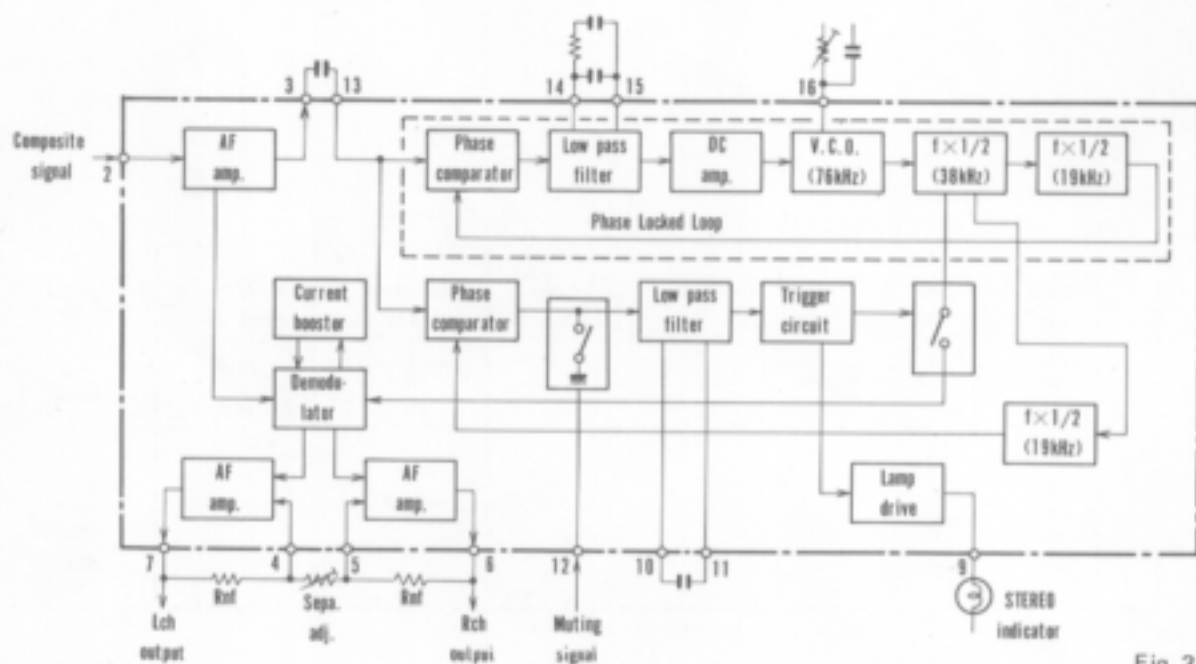 3
13
14
15
16
Composite
signal
2
AF
amp.
Phase
comparator
Low pass
filter
DC
amp.
V.C.O.
(76kHz)
f×1/2
(38kHz)
f×1/2
(19kHz)
Phase Locked Loop
Current
booster
Phase
comparator
Low pass
filter
Trigger
circuit
Demodu-
lator
f×1/2
(19kHz)
AF
amp.
AF
amp.
Lamp
drive
7
4
5
6
12
10
11
9
Rnf
Sepa.
adj.
Rnf
Lch
output
Rch
output
Muting
signal
STEREO
indicator